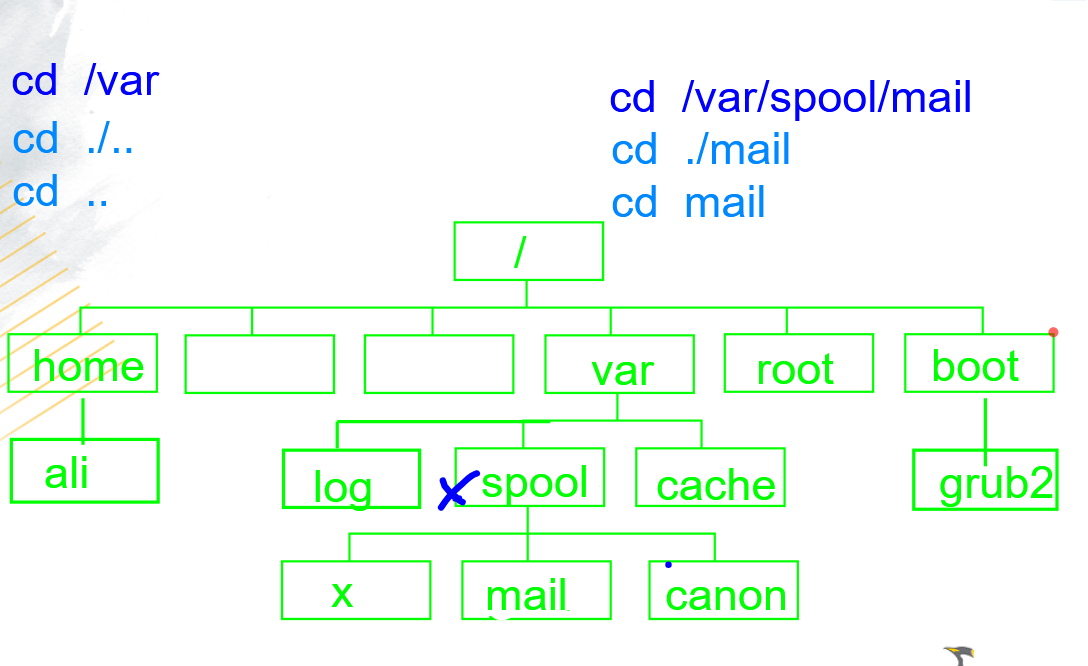 cd /var
cd ./..
cd ..
cd /var/spool/mail
cd ./mail
cd mail
/
home
var
root
boot
ali
log
spool
cache
grub2
x
mail
canon